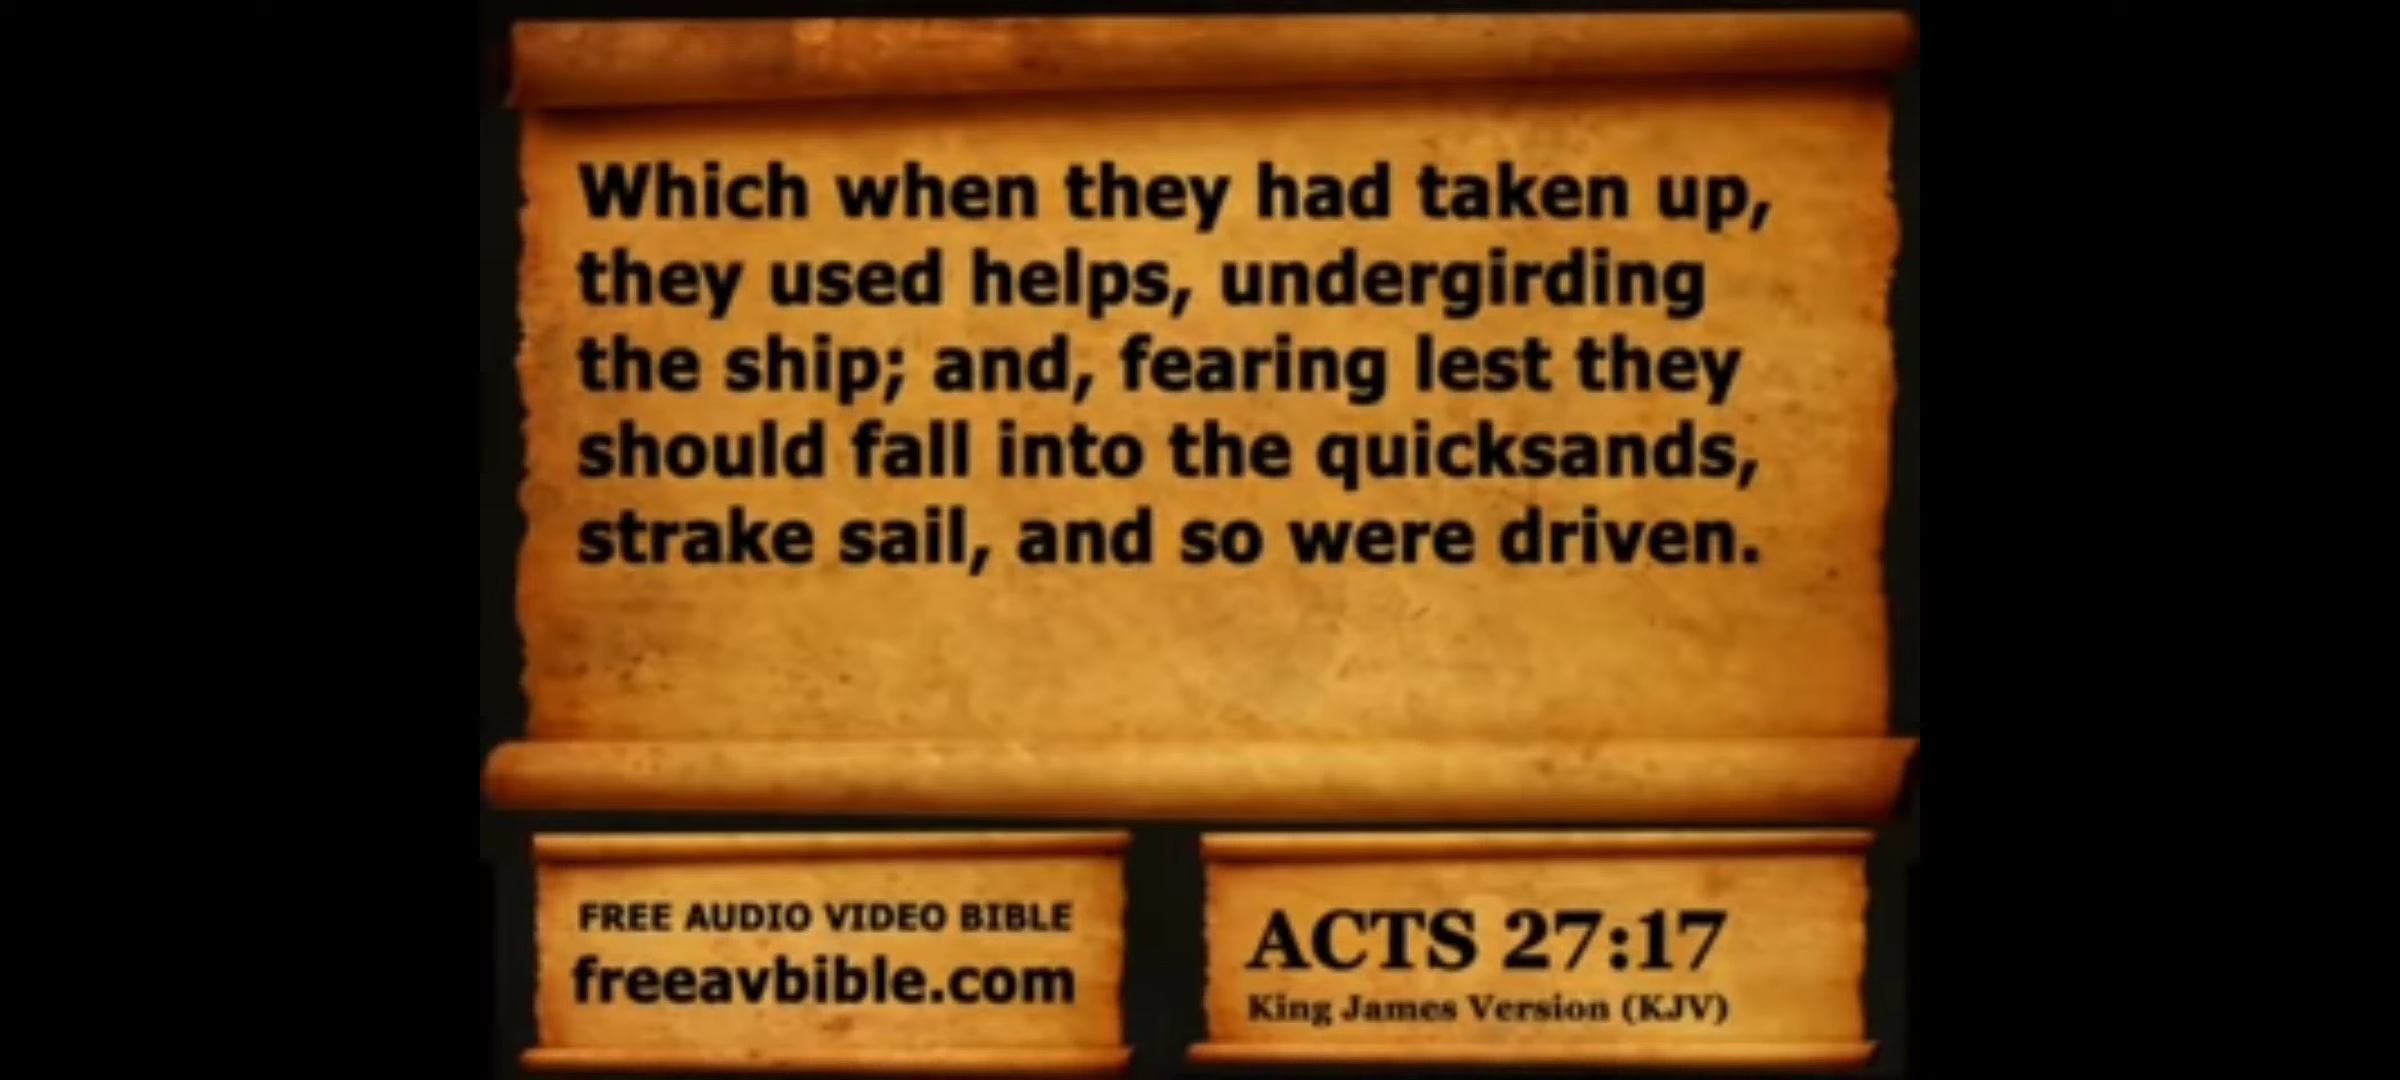 Which when they had taken up,
they used helps, undergirding
the ship; and, fearing lest they
should fall into the quicksands,
strake sail, and so were driven.
FREE AUDIO VIDEO BIBLE
freeavbible.com
ACTS 27:17
King James Version (KJV)